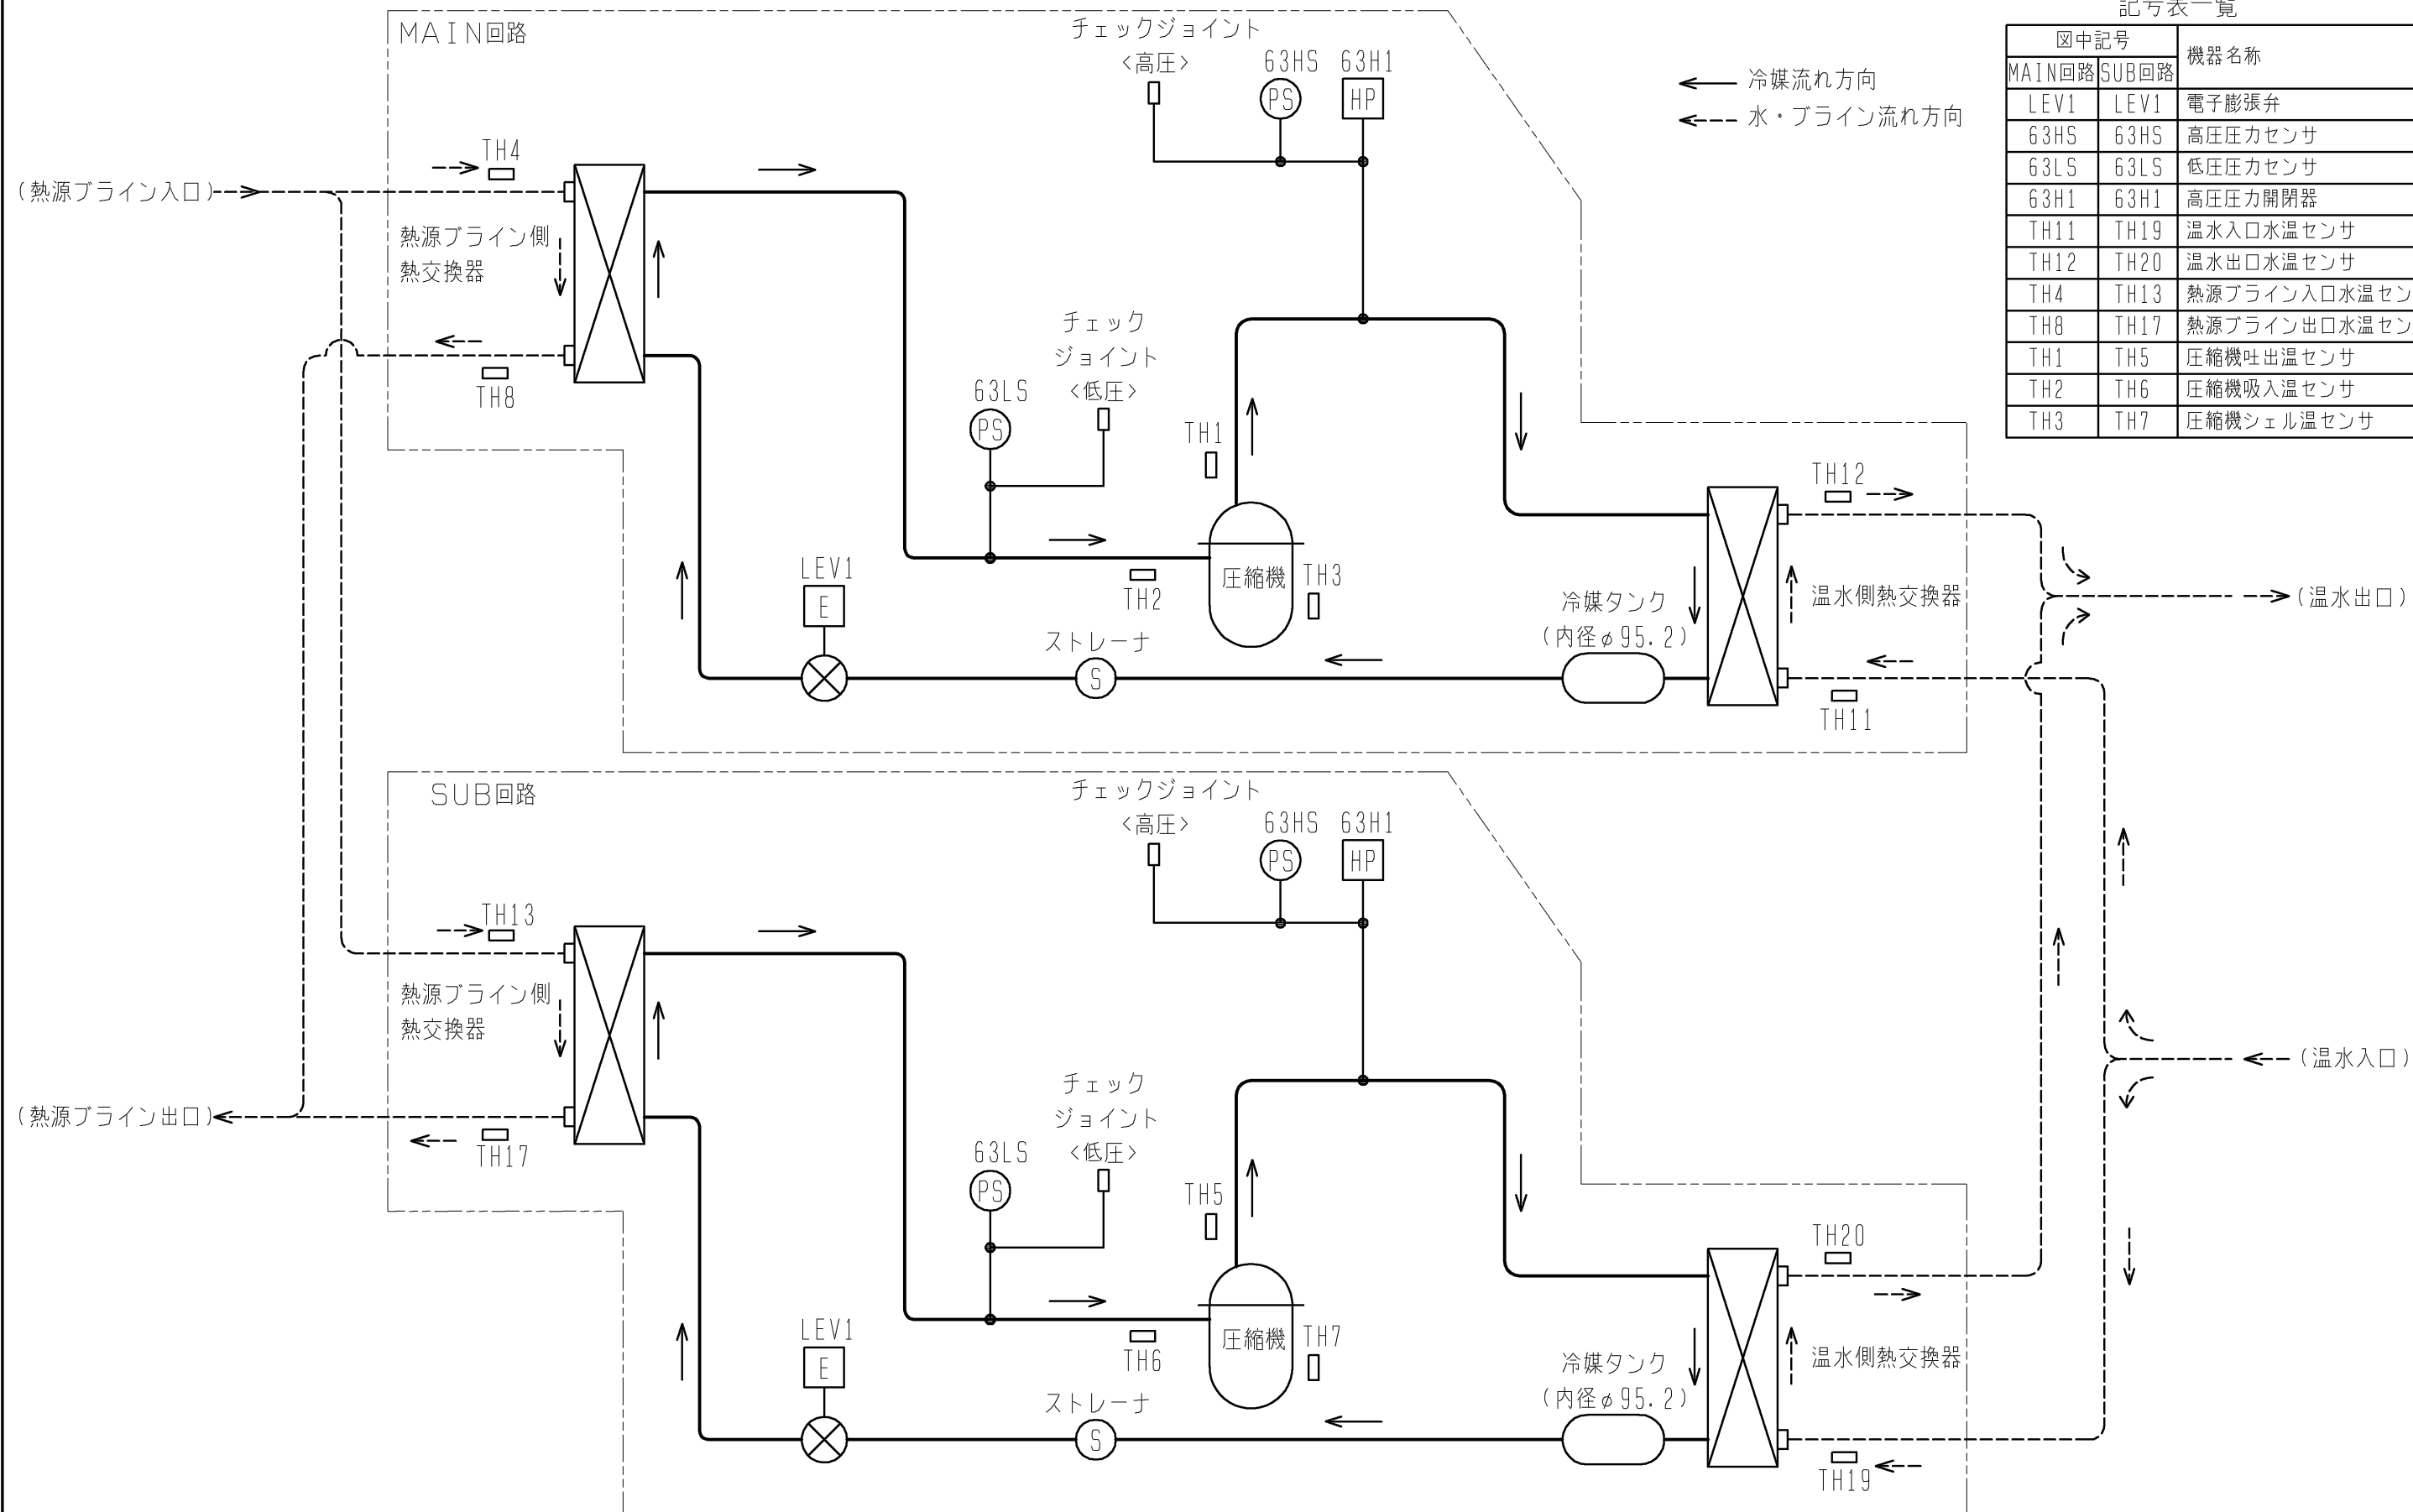 MAIN回路
チェックジョイント
<高圧>
63HS
63H1
PS
HP
冷媒流れ方向
水・ブライン流れ方向
記号表一覧
図中記号
機器名称
MAIN回路
SUB回路
LEV1 LEV1 電子膨張弁
63HS 63HS 高圧圧力センサ
63LS 63LS 低圧圧力センサ
63H1 63H1 高圧圧力開閉器
TH11 TH19 温水入口水温センサ
TH12 TH20 温水出口水温センサ
TH4 TH13 熱源ブライン入口水温セン
TH8 TH17 熱源ブライン出口水温セン
TH1 TH5 圧縮機吐出温センサ
TH2 TH6 圧縮機吸入温センサ
TH3 TH7 圧縮機シェル温センサ
TH4
(熱源ブライン入口)
熱源ブライン側
熱交換器
TH8
チェック
ジョイント
<低圧>
63LS
PS
TH1
TH12
LEV1
E
TH2
圧縮機
TH3
冷媒タンク
(内径φ95.2)
温水側熱交換器
(温水出口)
ストレーナ
S
TH11
SUB回路
チェックジョイント
<高圧>
63HS
63H1
PS
HP
TH13
熱源ブライン側
熱交換器
(熱源ブライン出口)
TH17
チェック
ジョイント
<低圧>
63LS
PS
(温水入口)
TH5
TH20
LEV1
E
TH6
圧縮機
TH7
冷媒タンク
(内径φ95.2)
温水側熱交換器
ストレーナ
S
TH19